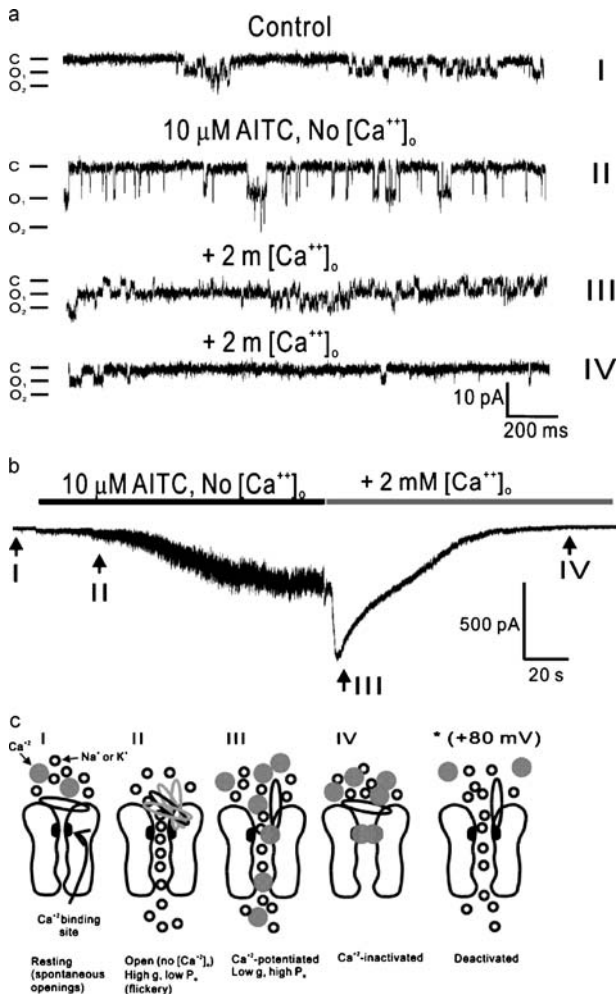 a
Control
C
O₁
O₂
I
10 μM AITC, No [Ca⁺⁺]ₒ
C
O₁
O₂
II
+ 2 m [Ca⁺⁺]ₒ
C
O₁
O₂
III
+ 2 m [Ca⁺⁺]ₒ
C
O₁
O₂
IV
10 pA
200 ms
b
10 μM AITC, No [Ca⁺⁺]ₒ
+ 2 mM [Ca⁺⁺]ₒ
I
II
III
IV
500 pA
20 s
c
I
II
III
IV
* (+80 mV)
Ca⁺²
Na⁺ or K⁺
Ca⁺² binding
site
Resting
(spontaneous
openings)
Open (no [Ca⁺²]ₒ)
High g, low Pₒ
(flickery)
Ca⁺²-potentiated
Low g, high Pₒ
Ca⁺²-inactivated
Deactivated